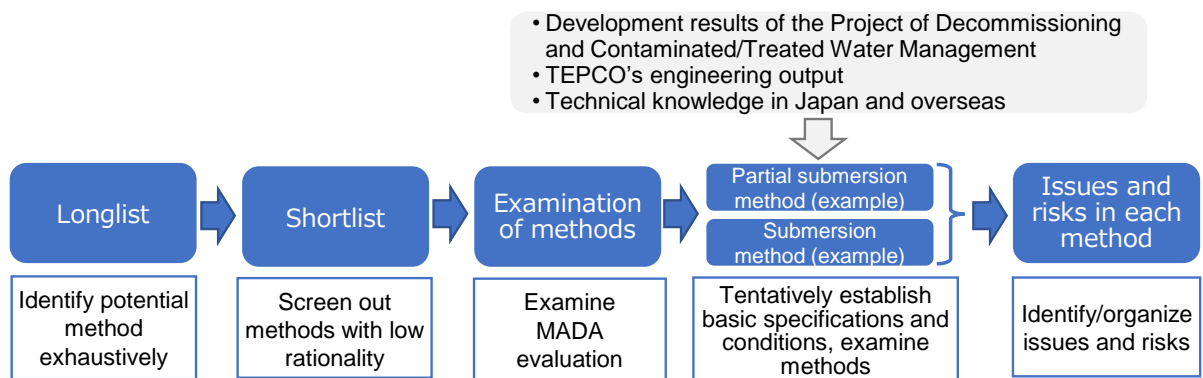 • Development results of the Project of Decommissioning
and Contaminated/Treated Water Management
• TEPCO's engineering output
• Technical knowledge in Japan and overseas
Longlist
Shortlist
Examination
of methods
Partial submersion
method (example)
Submersion
method (example)
Issues and
risks in each
method
Identify potential
method
exhaustively
Screen out
methods with low
rationality
Examine
MADA
evaluation
Tentatively establish
basic specifications and
conditions, examine
methods
Identify/organize
issues and risks